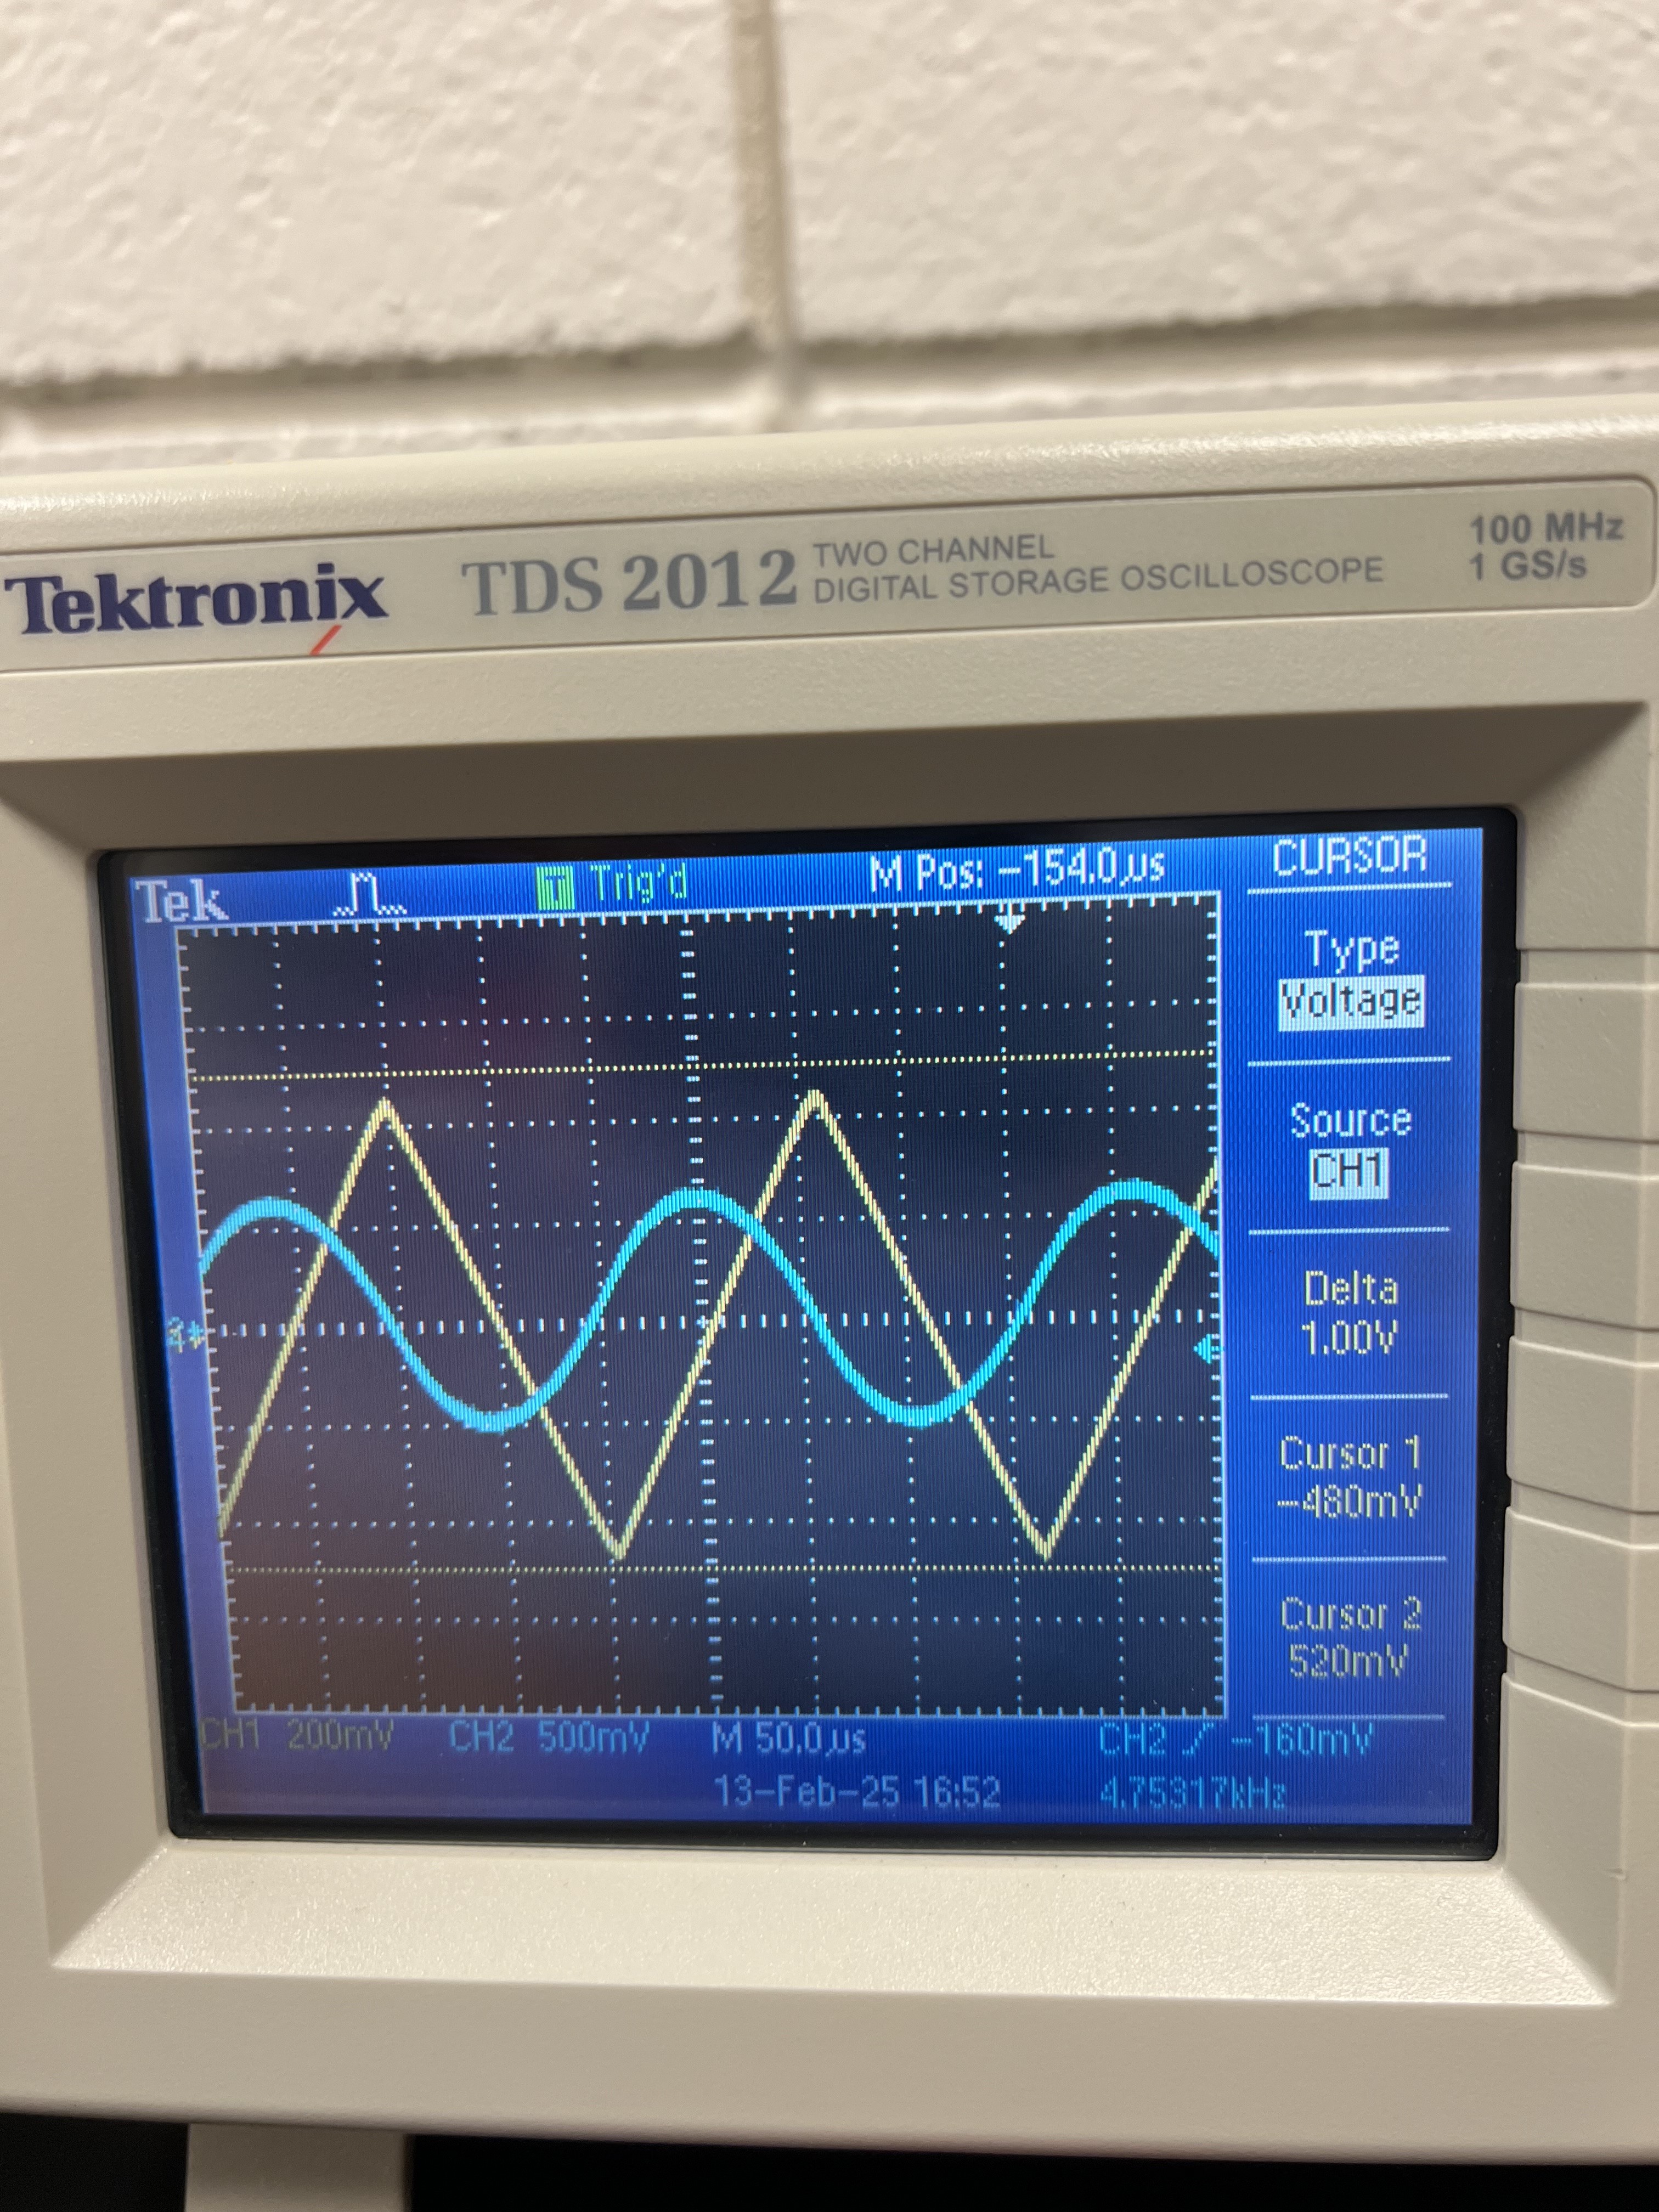 Tektronix TDS 2012 TWO CHANNEL DIGITAL STORAGE OSCILLOSCOPE 100 MHz 1 GS/s
Tek T Trig'd M Pos: -154.0µs CURSOR
Type
Voltage
Source
CH1
Delta
1.00V
Cursor 1
-480mV
Cursor 2
520mV
CH1 200mV CH2 500mV M 50.0µs CH2 -160mV
13-Feb-25 16:52 4.75317kHz